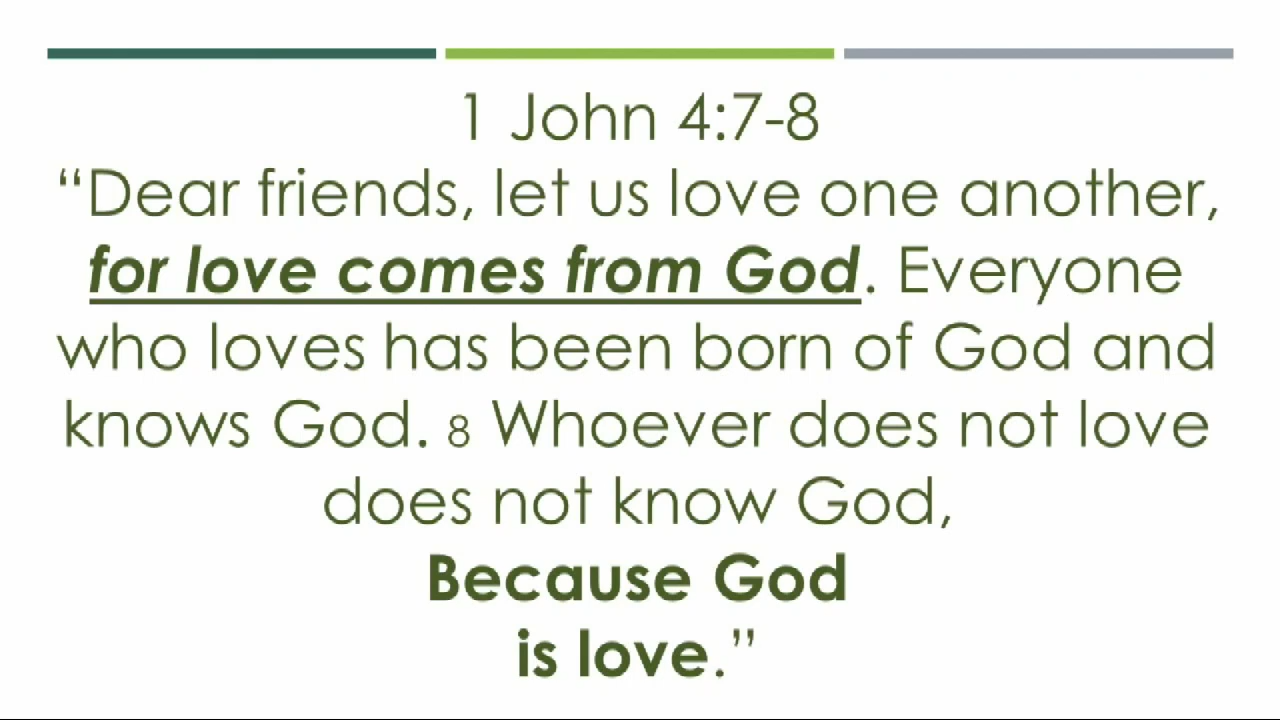 1 John 4:7-8
“Dear friends, let us love one another,
for love comes from God. Everyone
who loves has been born of God and
knows God. 8 Whoever does not love
does not know God,
Because God
is love.”